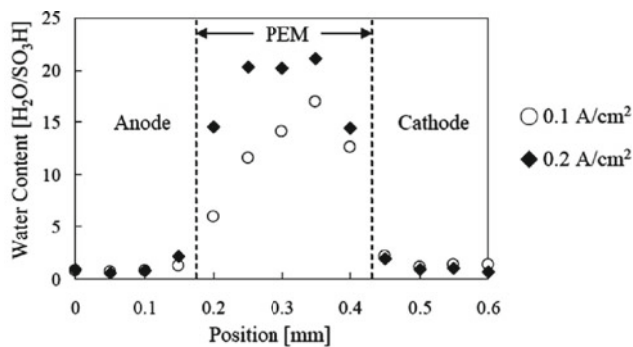 25
PEM
20
Water Content [H₂O/SO₃H]
15
Anode
Cathode
10
5
0
0
0.1
0.2
0.3
0.4
0.5
0.6
Position [mm]
0.1 A/cm²
0.2 A/cm²